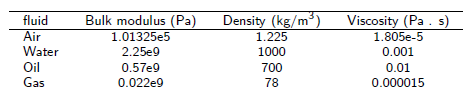 fluid Bulk modulus (Pa) Density (kg/m³) Viscosity (Pa . s)
Air 1.01325e5 1.225 1.805e-5
Water 2.25e9 1000 0.001
Oil 0.57e9 700 0.01
Gas 0.022e9 78 0.000015